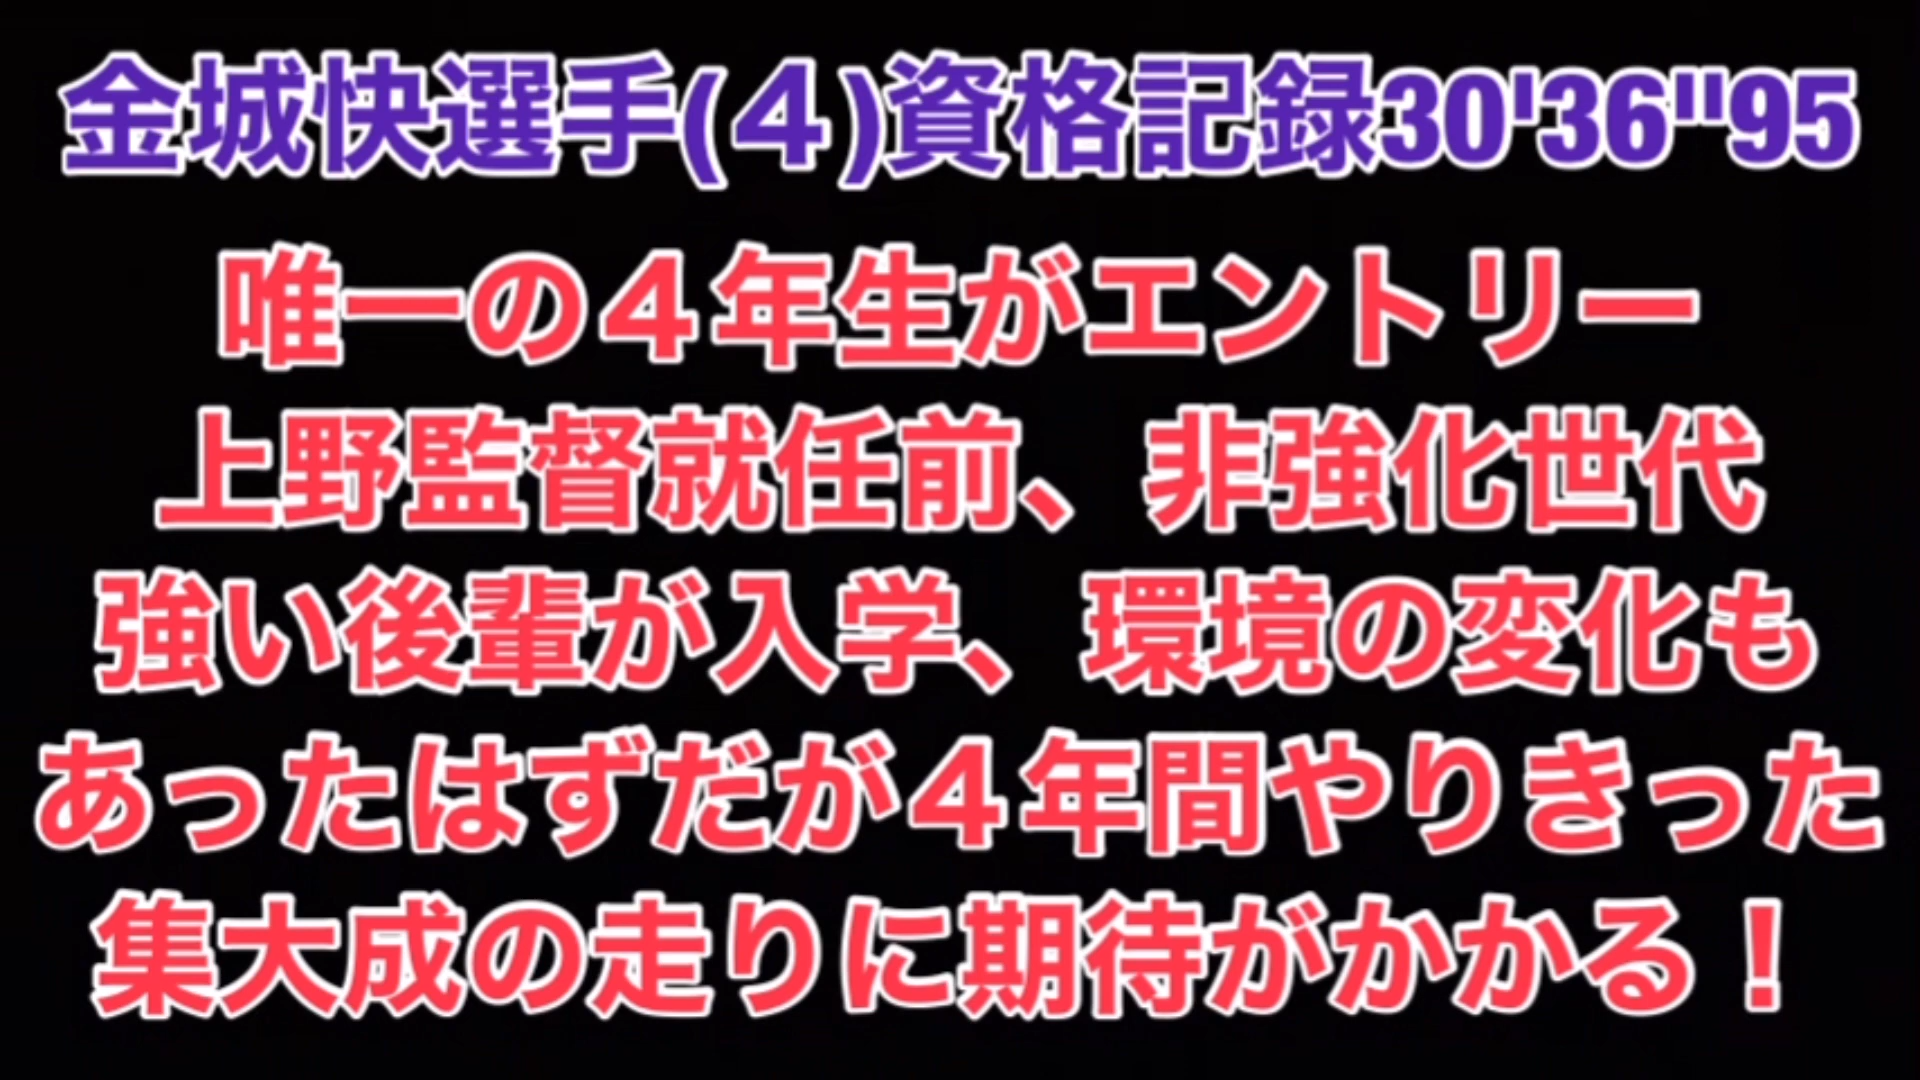 金城快選手(４)資格記録30'36"95
唯一の４年生がエントリー
上野監督就任前、非強化世代
強い後輩が入学、環境の変化も
あったはずだが４年間やりきった
集大成の走りに期待がかかる！